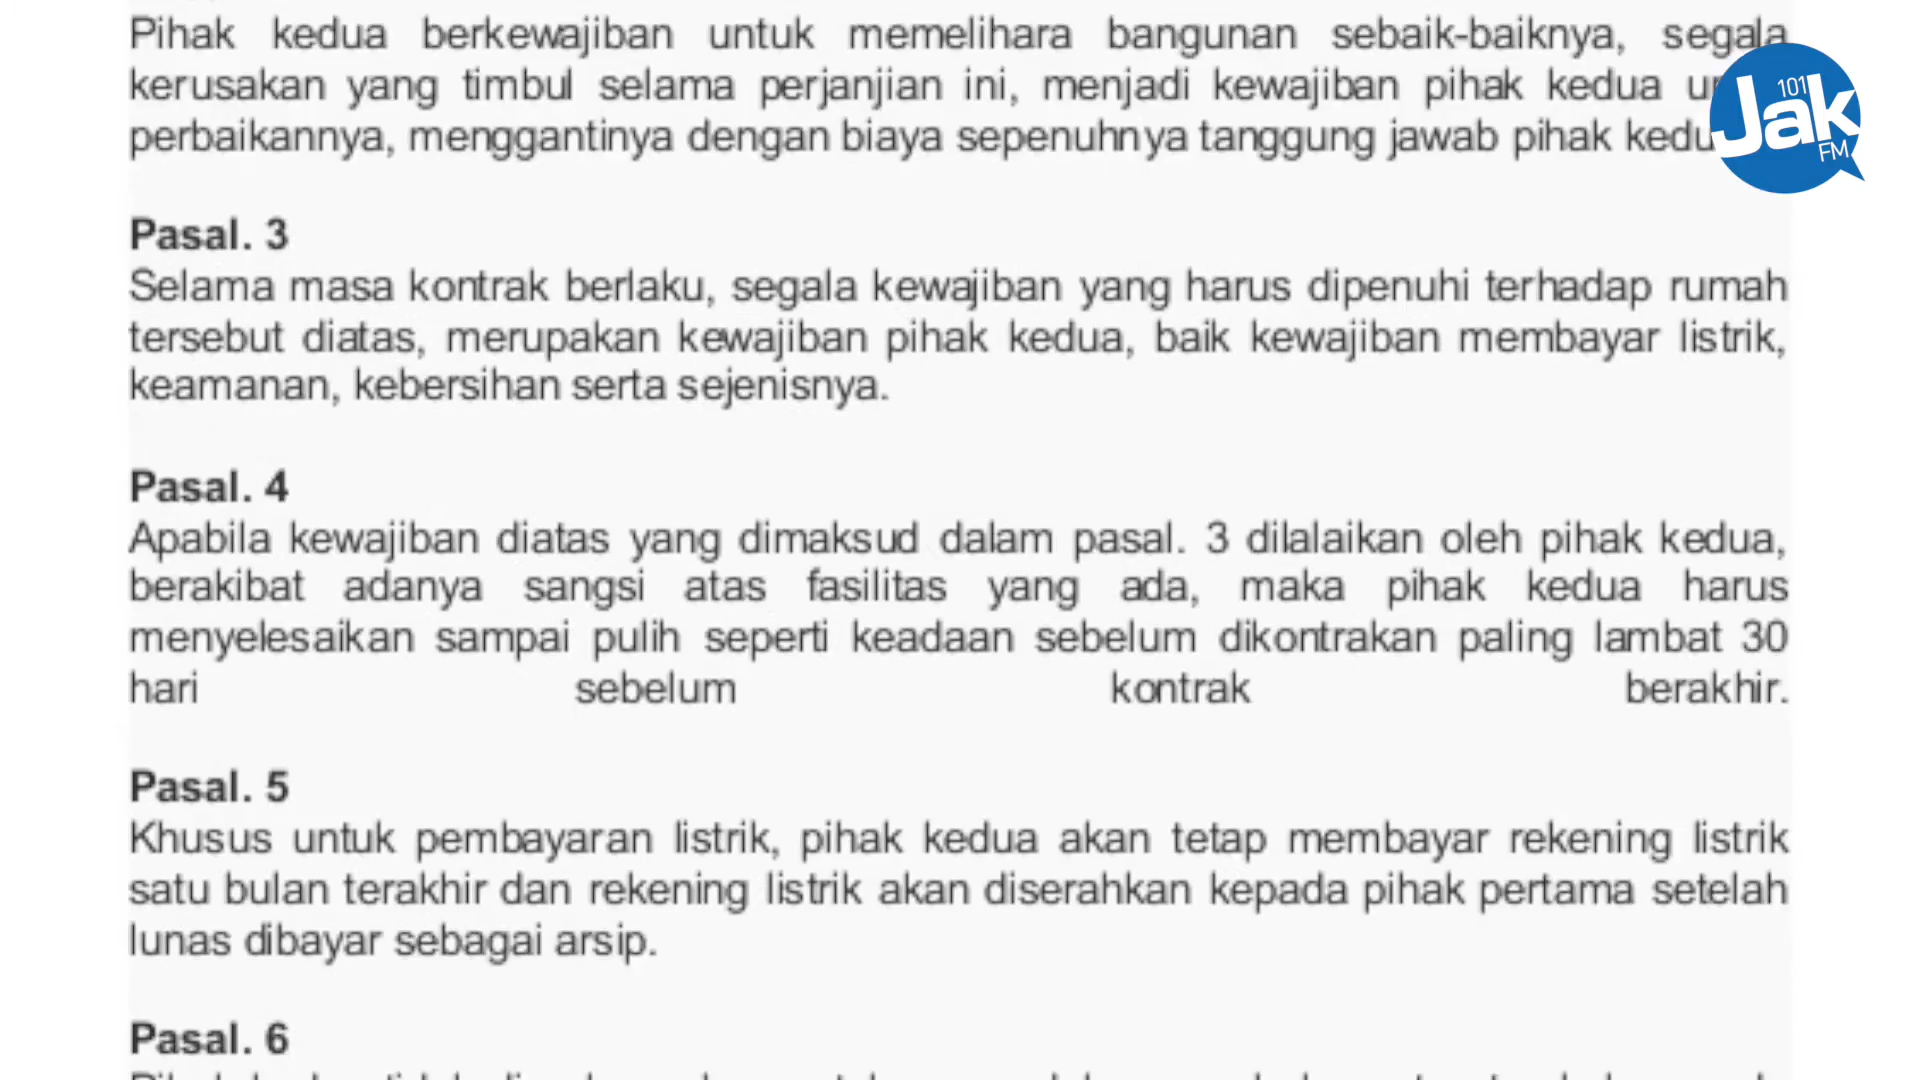 Pihak kedua berkewajiban untuk memelihara bangunan sebaik-baiknya, segala
kerusakan yang timbul selama perjanjian ini, menjadi kewajiban pihak kedua
perbaikannya, menggantinya dengan biaya sepenuhnya tanggung jawab pihak
101
Jak
FM
Pasal. 3
Selama masa kontrak berlaku, segala kewajiban yang harus dipenuhi terhadap rumah
tersebut diatas, merupakan kewajiban pihak kedua, baik kewajiban membayar listrik,
keamanan, kebersihan serta sejenisnya.
Pasal. 4
Apabila kewajiban diatas yang dimaksud dalam pasal. 3 dilalaikan oleh pihak kedua,
berakibat adanya sangsi atas fasilitas yang ada, maka pihak kedua harus
menyelesaikan sampai pulih seperti keadaan sebelum dikontrakan paling lambat 30
hari sebelum kontrak berakhir.
Pasal. 5
Khusus untuk pembayaran listrik, pihak kedua akan tetap membayar rekening listrik
satu bulan terakhir dan rekening listrik akan diserahkan kepada pihak pertama setelah
lunas dibayar sebagai arsip.
Pasal. 6